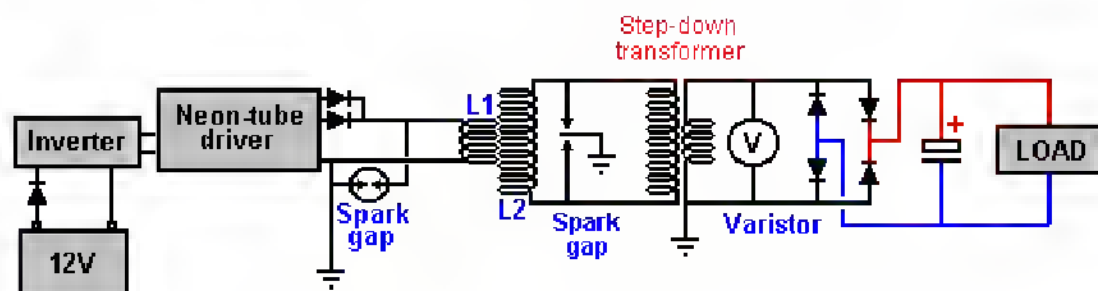 Step-down
transformer
Neon-tube
driver
L1
Inverter
V
+
LOAD
Spark
gap
L2
Spark
gap
Varistor
12V